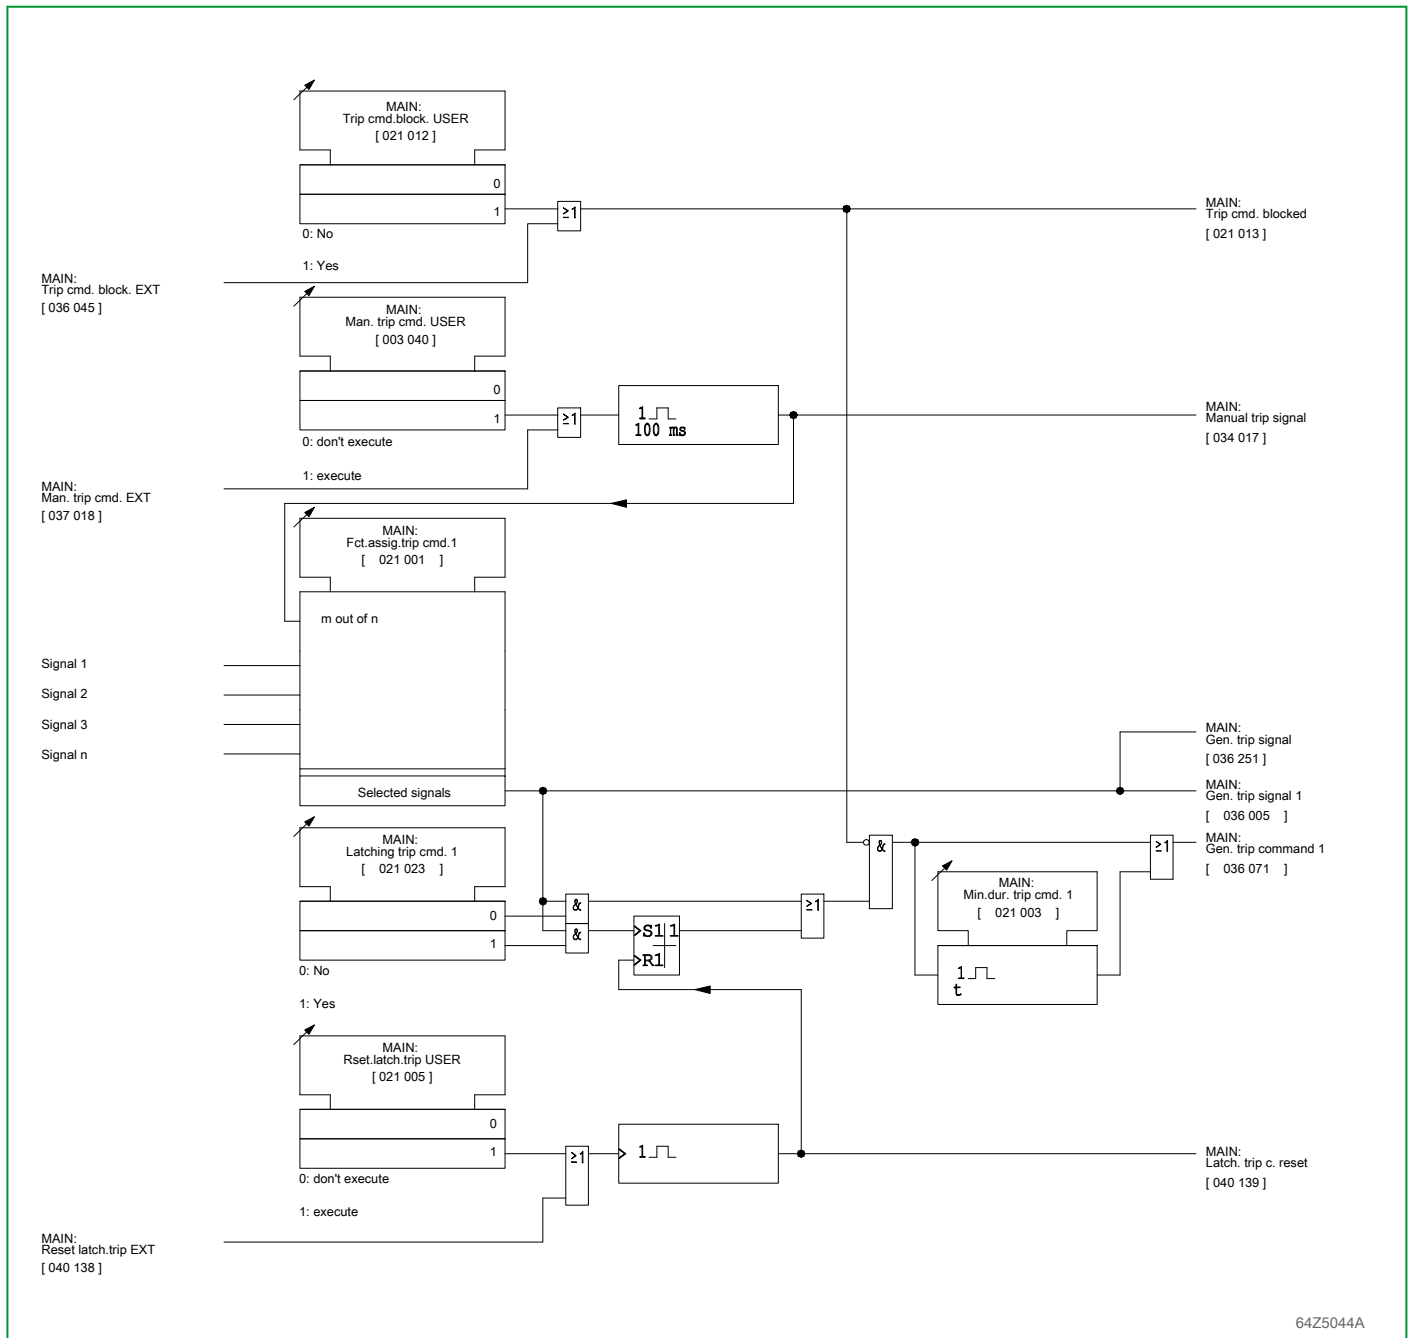 MAIN:
Trip cmd.block. USER
[ 021 012 ]
0
1
≥1
0: No
1: Yes
MAIN:
Trip cmd. blocked
[ 021 013 ]
MAIN:
Trip cmd. block. EXT
[ 036 045 ]
MAIN:
Man. trip cmd. USER
[ 003 040 ]
0
1
≥1
1
100 ms
0: don't execute
1: execute
MAIN:
Manual trip signal
[ 034 017 ]
MAIN:
Man. trip cmd. EXT
[ 037 018 ]
MAIN:
Fct.assig.trip cmd.1
[ 021 001 ]
m out of n
Signal 1
Signal 2
Signal 3
Signal n
Selected signals
MAIN:
Gen. trip signal
[ 036 251 ]
MAIN:
Gen. trip signal 1
[ 036 005 ]
MAIN:
Gen. trip command 1
[ 036 071 ]
MAIN:
Latching trip cmd. 1
[ 021 023 ]
0
1
0: No
1: Yes
&
&
S1 1
R1
≥1
&
≥1
MAIN:
Min.dur. trip cmd. 1
[ 021 003 ]
1
t
MAIN:
Rset.latch.trip USER
[ 021 005 ]
0
1
≥1
1
0: don't execute
1: execute
MAIN:
Latch. trip c. reset
[ 040 139 ]
MAIN:
Reset latch.trip EXT
[ 040 138 ]
64Z5044A